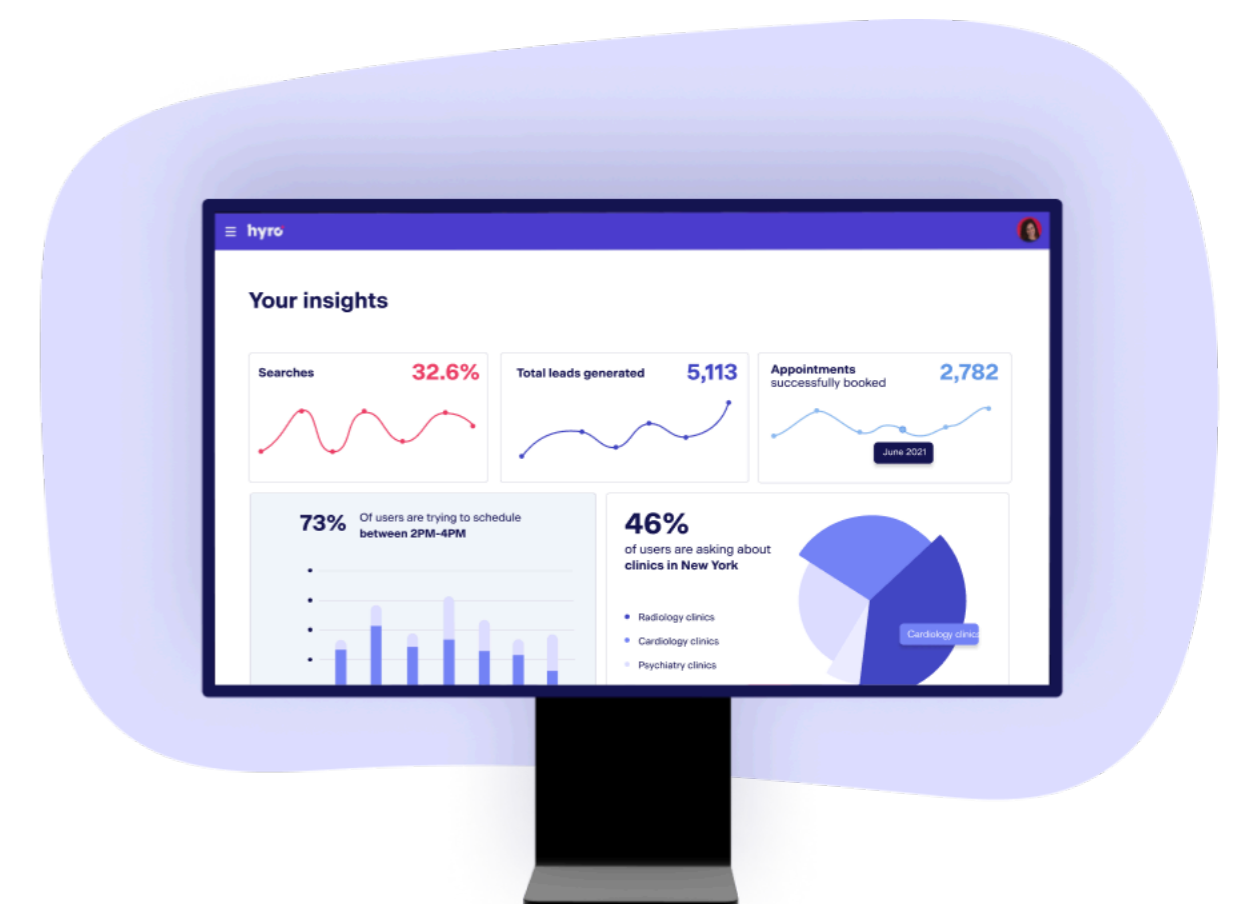 hyro
Your insights
Searches
32.6%
Total leads generated
5,113
Appointments
successfully booked
2,782
June 2021
73%
Of users are trying to schedule
between 2PM-4PM
46%
of users are asking about
clinics in New York
Radiology clinics
Cardiology clinics
Psychiatry clinics
Cardiology clinics